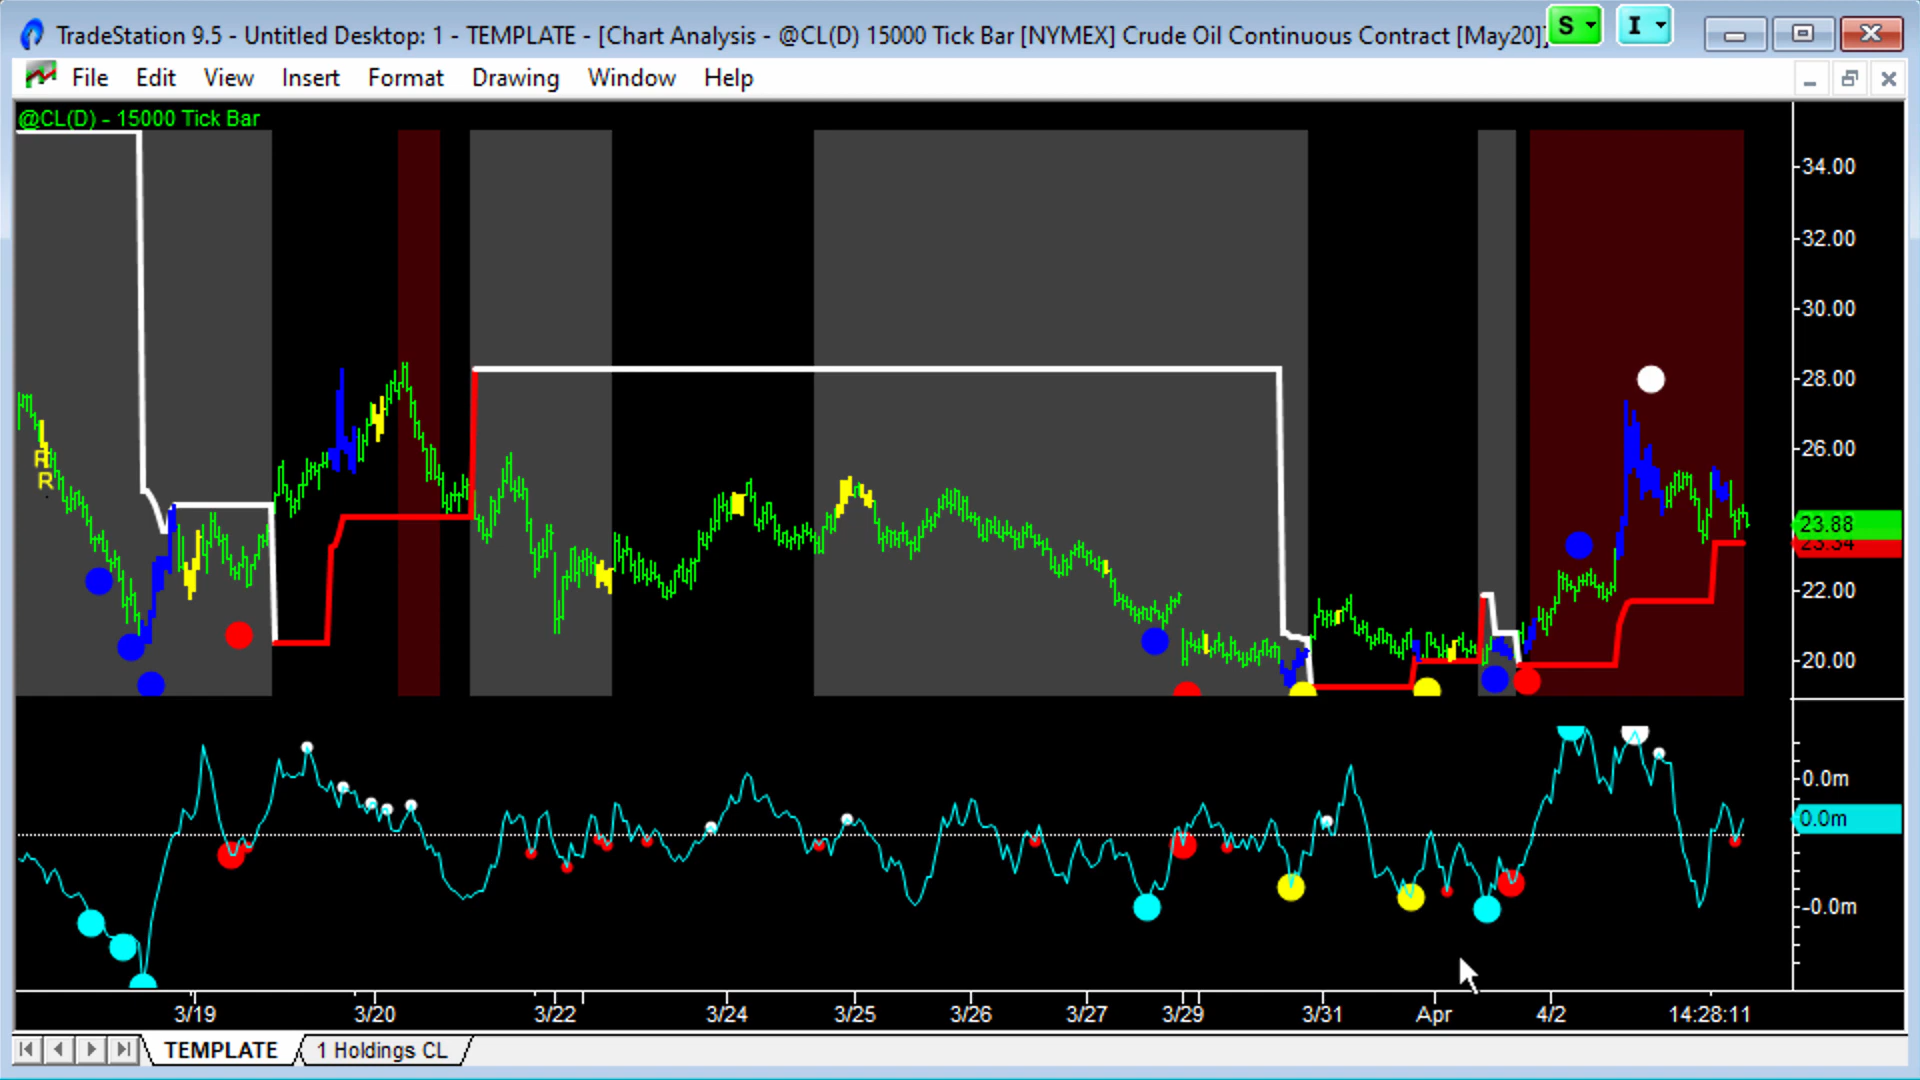 TradeStation 9.5 - Untitled Desktop: 1 - TEMPLATE - [Chart Analysis - @CL(D) 15000 Tick Bar [NYMEX] Crude Oil Continuous Contract [May20]]
S
I
File Edit View Insert Format Drawing Window Help
@CL(D) - 15000 Tick Bar
34.00
32.00
30.00
28.00
26.00
R
R
23.88
23.34
22.00
20.00
0.0m
0.0m
-0.0m
3/19 3/20 3/22 3/24 3/25 3/26 3/27 3/29 3/31 Apr 4/2 14:28:11
TEMPLATE 1 Holdings CL